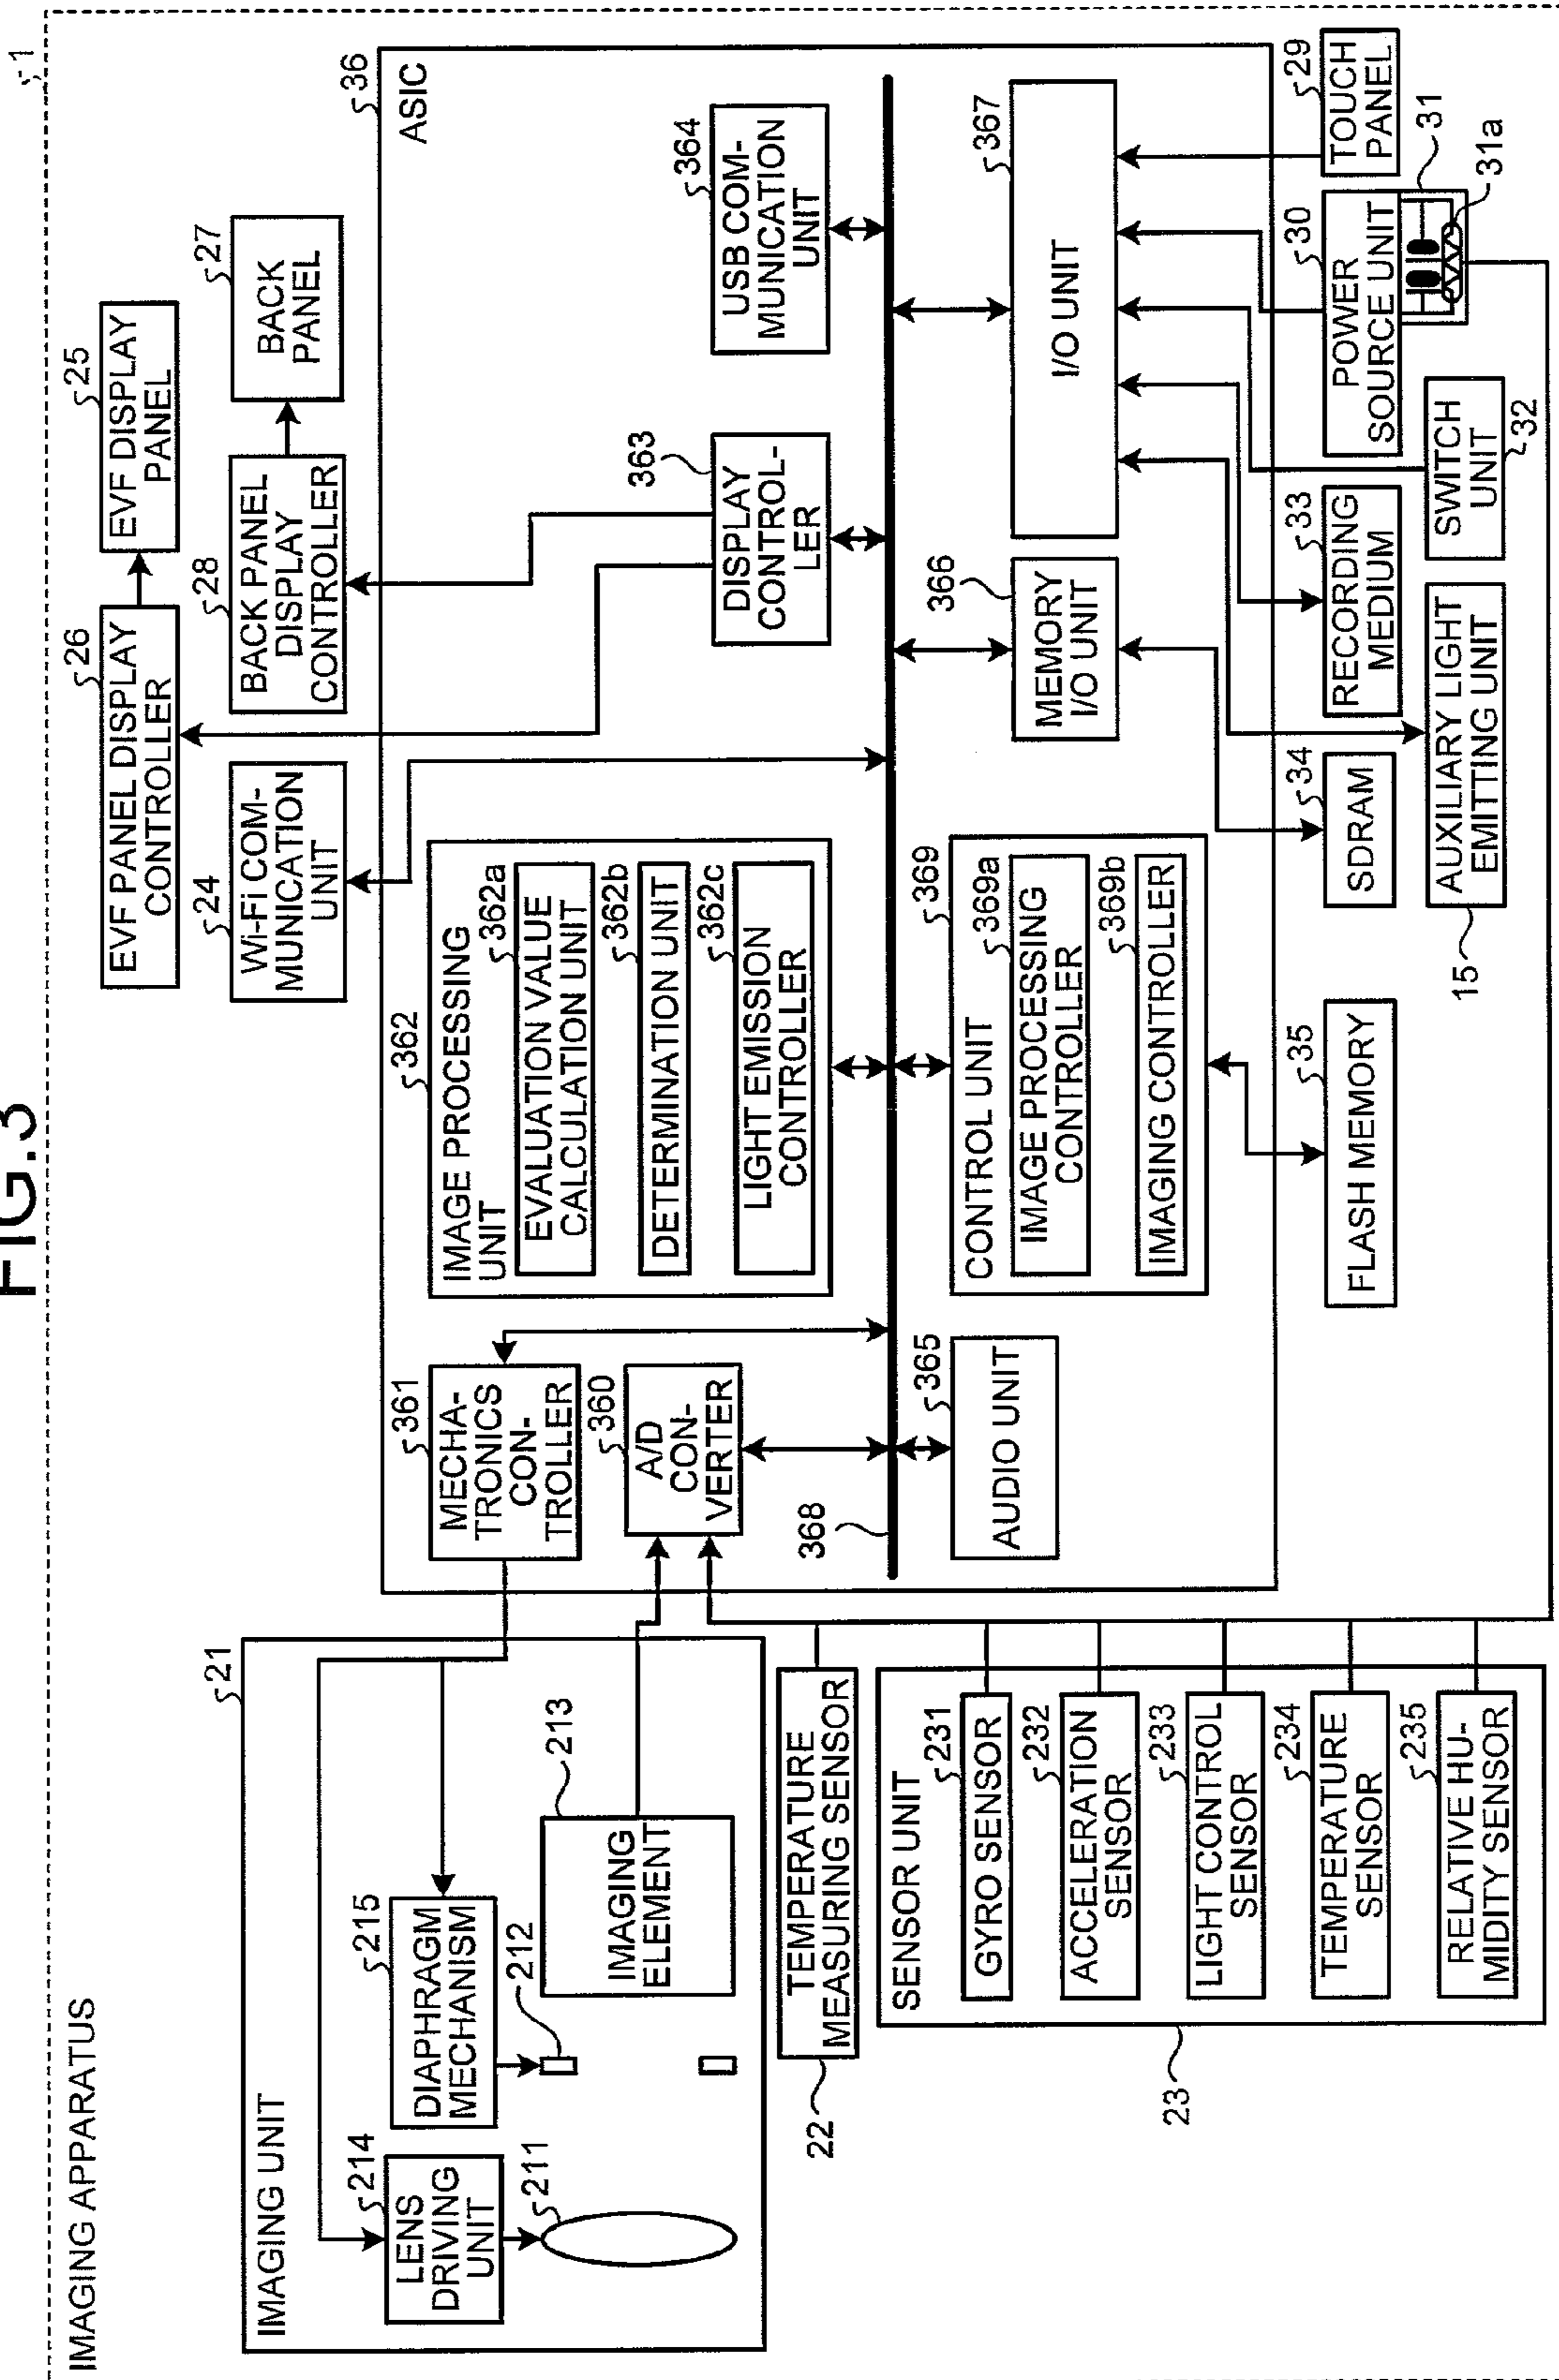 FIG.3
IMAGING APPARATUS
1
EVF PANEL DISPLAY
CONTROLLER
26
EVF DISPLAY
PANEL
25
Wi-Fi COM-
MUNICATION
UNIT
24
BACK PANEL
DISPLAY
CONTROLLER
28
BACK
PANEL
27
IMAGING UNIT
21
LENS
DRIVING
UNIT
214
211
DIAPHRAGM
MECHANISM
215
212
IMAGING
ELEMENT
213
TEMPERATURE
MEASURING SENSOR
22
SENSOR UNIT
23
GYRO SENSOR
231
ACCELERATION
SENSOR
232
LIGHT CONTROL
SENSOR
233
TEMPERATURE
SENSOR
234
RELATIVE HU-
MIDITY SENSOR
235
ASIC
36
MECHA-
TRONICS
CON-
TROLLER
361
A/D
CON-
VERTER
360
IMAGE PROCESSING
UNIT
362
EVALUATION VALUE
CALCULATION UNIT
362a
DETERMINATION UNIT
362b
LIGHT EMISSION
CONTROLLER
362c
DISPLAY
CONTROL-
LER
363
USB COM-
MUNICATION
UNIT
364
368
AUDIO UNIT
365
CONTROL UNIT
369
IMAGE PROCESSING
CONTROLLER
369a
IMAGING CONTROLLER
369b
MEMORY
I/O UNIT
366
I/O UNIT
367
FLASH MEMORY
35
SDRAM
34
RECORDING
MEDIUM
33
POWER
SOURCE UNIT
30
TOUCH
PANEL
29
31
31a
AUXILIARY LIGHT
EMITTING UNIT
15
SWITCH
UNIT
32